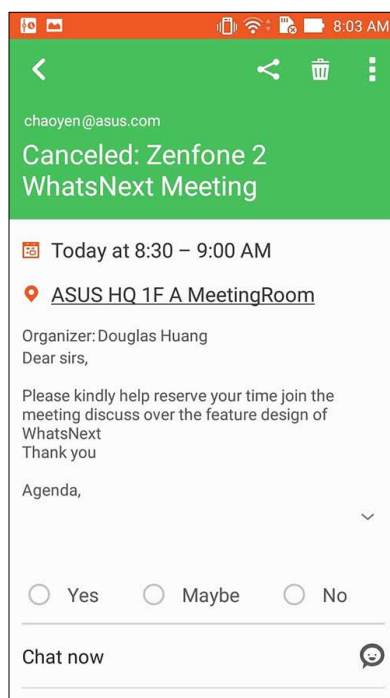 8:03 AM
chaoyen@asus.com
Canceled: Zenfone 2
WhatsNext Meeting
Today at 8:30 – 9:00 AM
ASUS HQ 1F A MeetingRoom
Organizer: Douglas Huang
Dear sirs,
Please kindly help reserve your time join the
meeting discuss over the feature design of
WhatsNext
Thank you
Agenda,
Yes Maybe No
Chat now